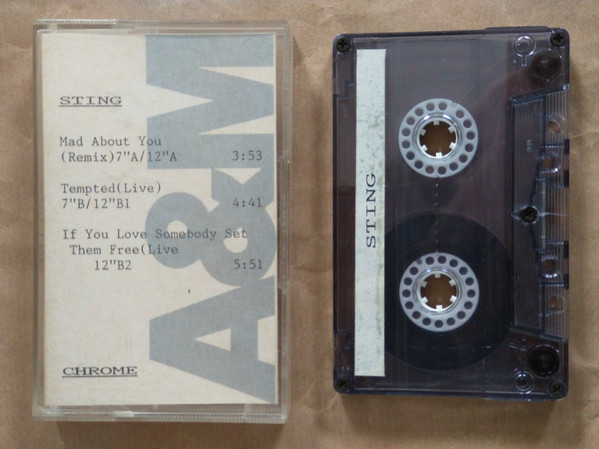 STING
Mad About You
(Remix)7"A/12"A 3:53
Tempted(Live)
7"B/12"B1 4:41
If You Love Somebody Set
Them Free(Live
12"B2 5:51
CHROME
A&M
STING